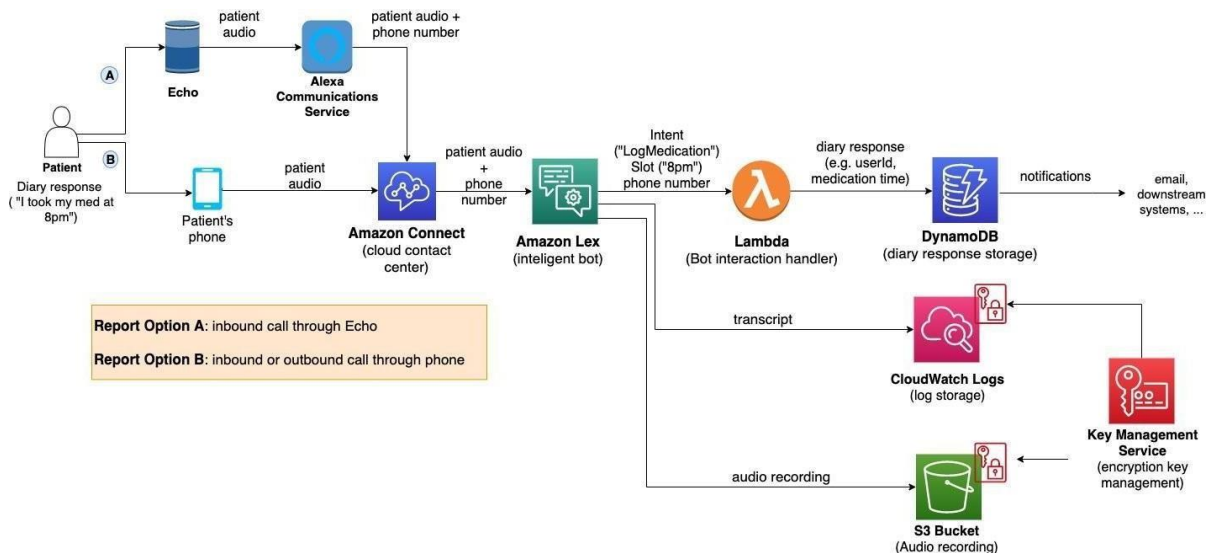 patient
audio
patient audio +
phone number
A
Echo
Alexa
Communications
Service
B
Patient
Diary response
( "I took my med at
8pm")
patient
audio
Patient's
phone
Amazon Connect
(cloud contact
center)
patient audio
+
phone
number
Amazon Lex
(inteligent bot)
Intent
("LogMedication")
Slot ("8pm")
phone number
Lambda
(Bot interaction handler)
diary response
(e.g. userId,
medication time)
DynamoDB
(diary response storage)
notifications
email,
downstream
systems, ...
Report Option A: inbound call through Echo
Report Option B: inbound or outbound call through phone
transcript
CloudWatch Logs
(log storage)
Key Management
Service
(encryption key
management)
audio recording
S3 Bucket
(Audio recording)